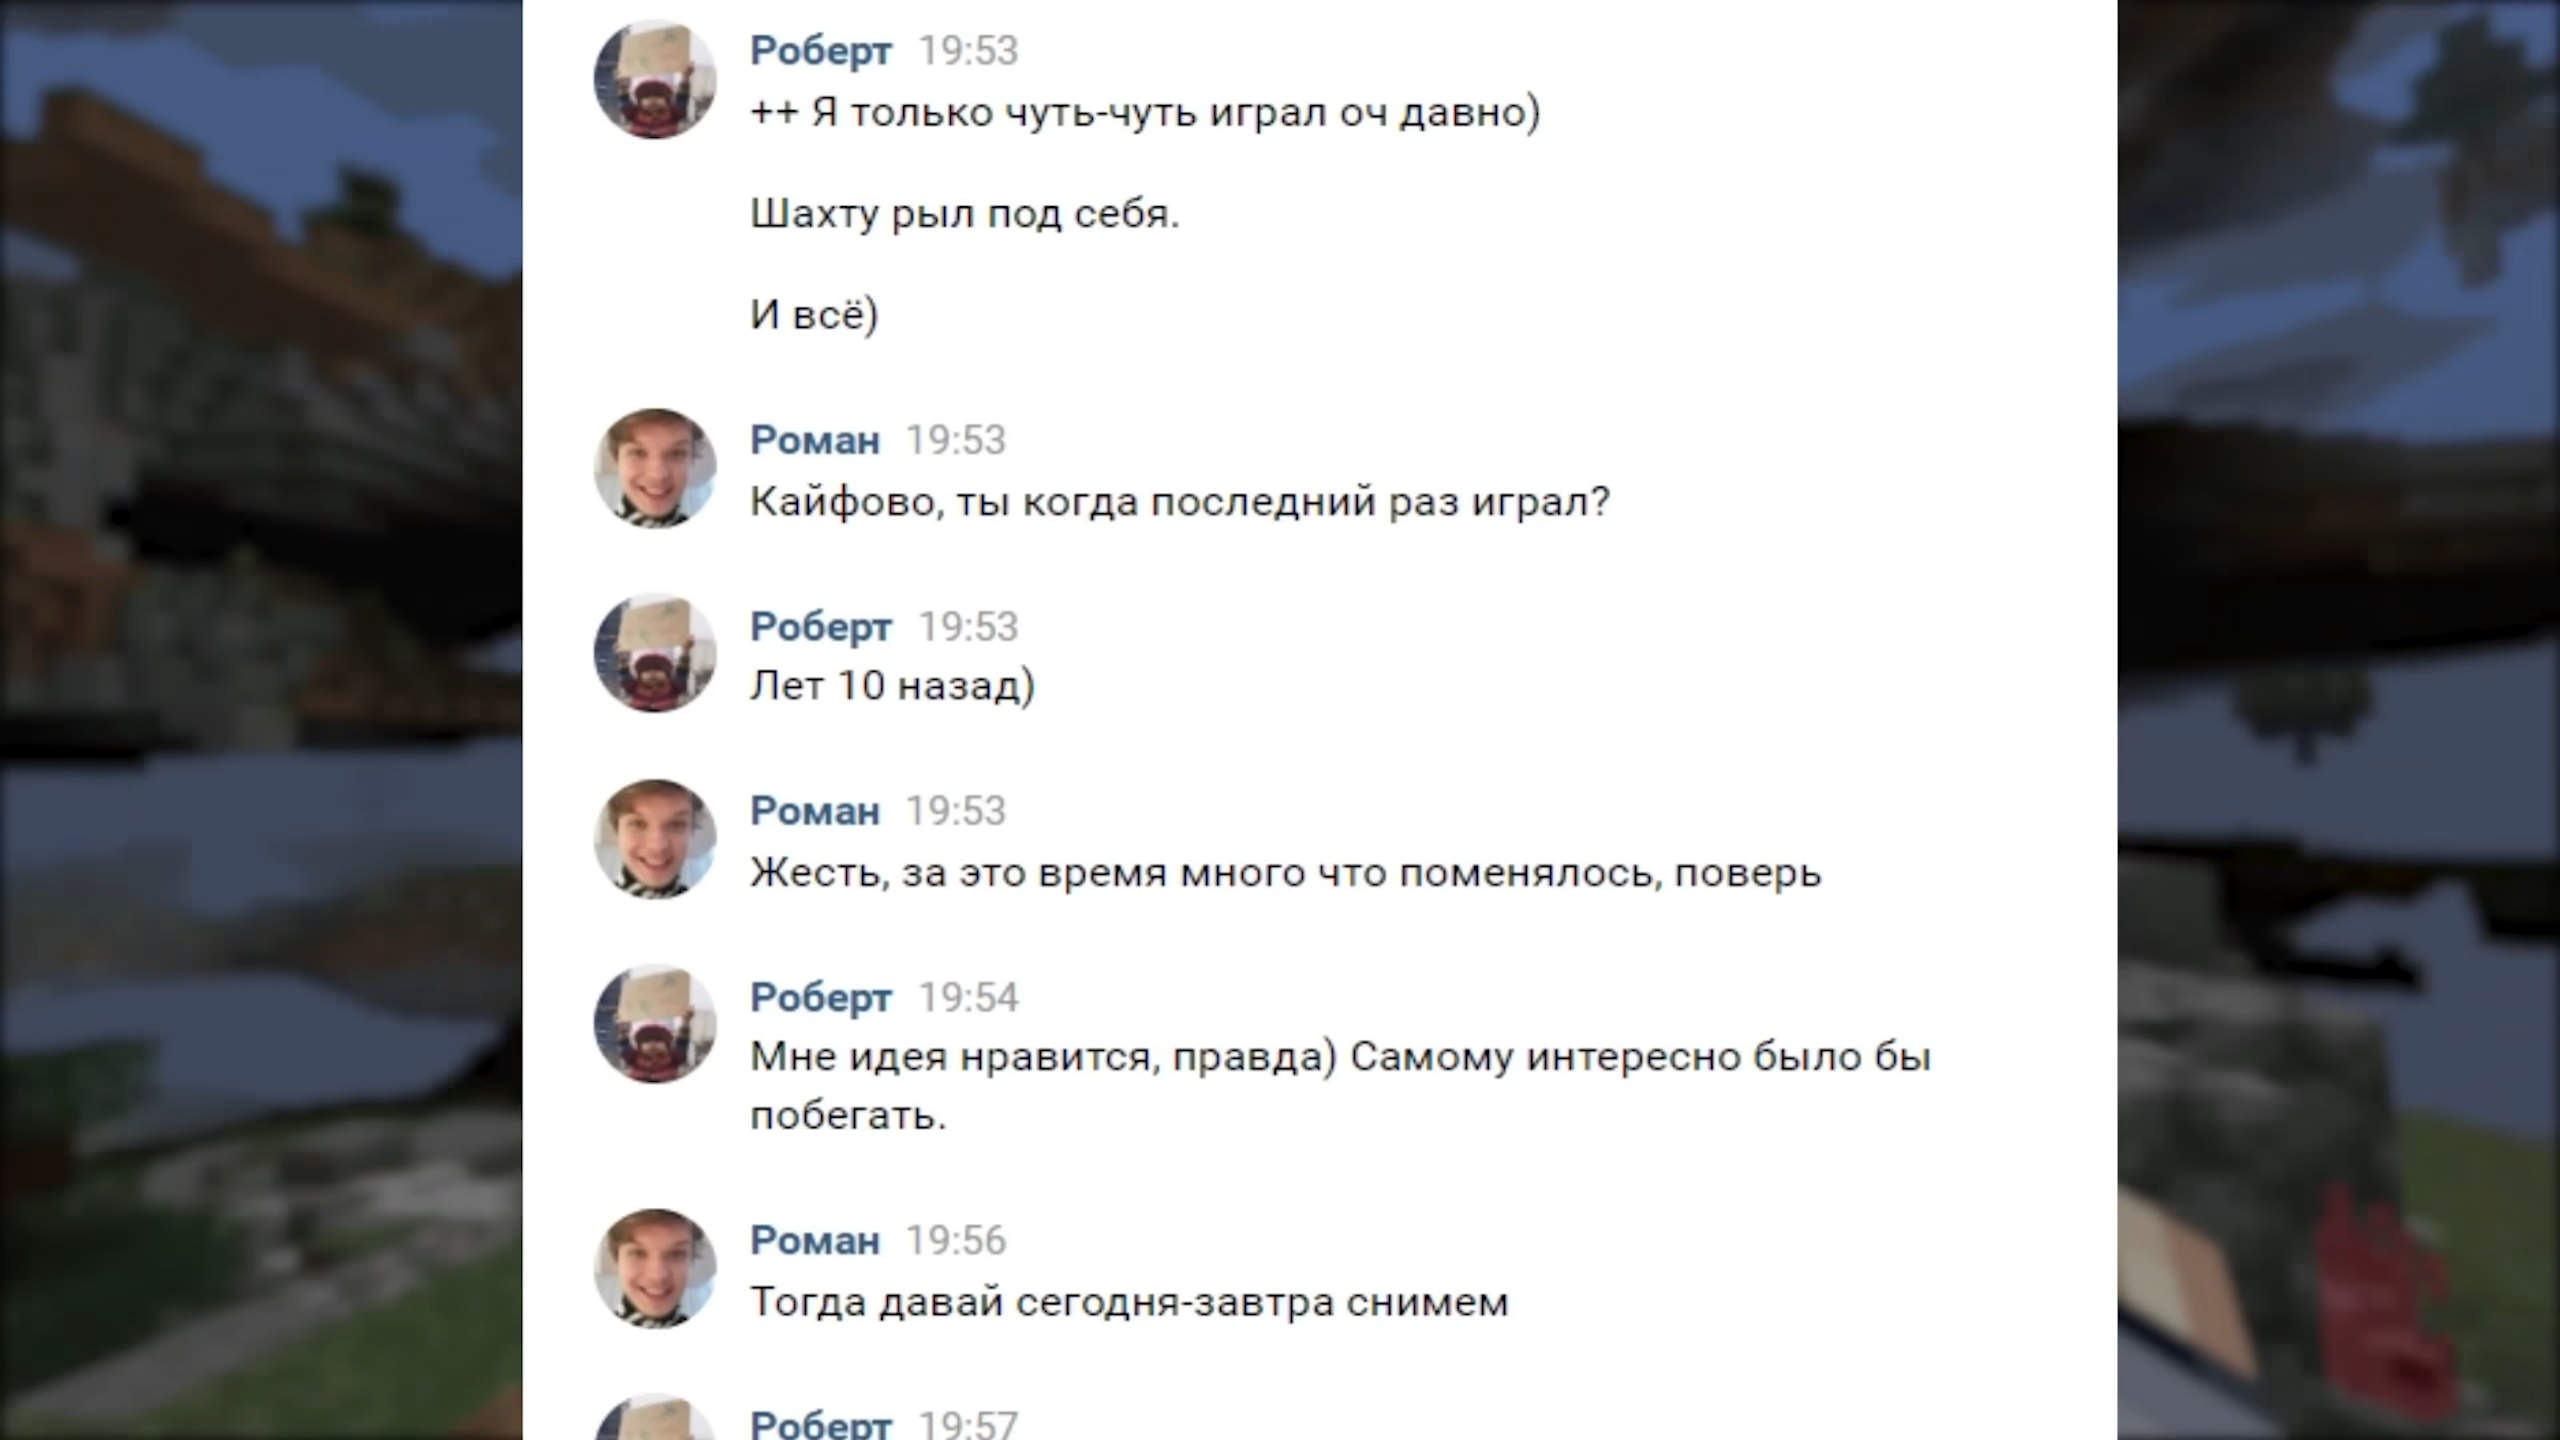 Роберт 19:53
++ Я только чуть-чуть играл оч давно)
Шахту рыл под себя.
И всё)
Роман 19:53
Кайфово, ты когда последний раз играл?
Роберт 19:53
Лет 10 назад)
Роман 19:53
Жесть, за это время много что поменялось, поверь
Роберт 19:54
Мне идея нравится, правда) Самому интересно было бы
побегать.
Роман 19:56
Тогда давай сегодня-завтра снимем
Роберт 19:57